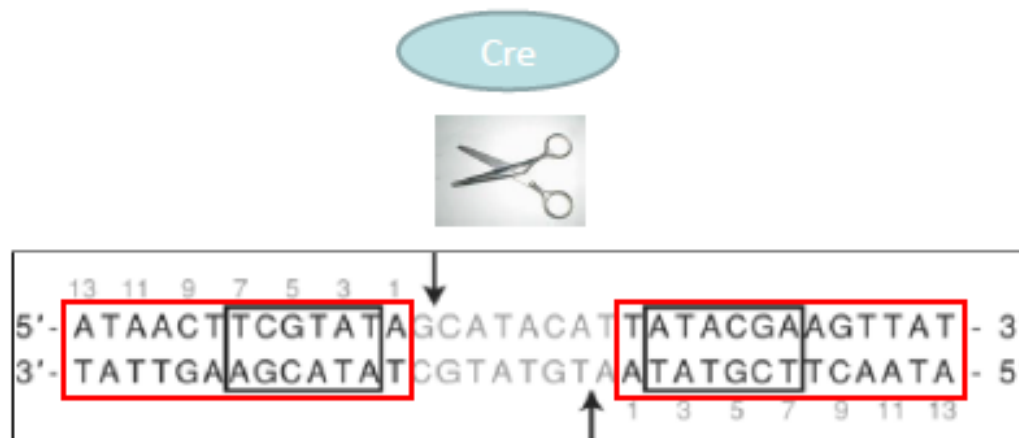 Cre
13 11 9 7 5 3 1
5'- ATAACTTCGTATAGCATACATTATACGAAGTTAT - 3
3'- TATTGAAGCATATCGTATGTAATATGCTTCAATA - 5
1 3 5 7 9 11 13